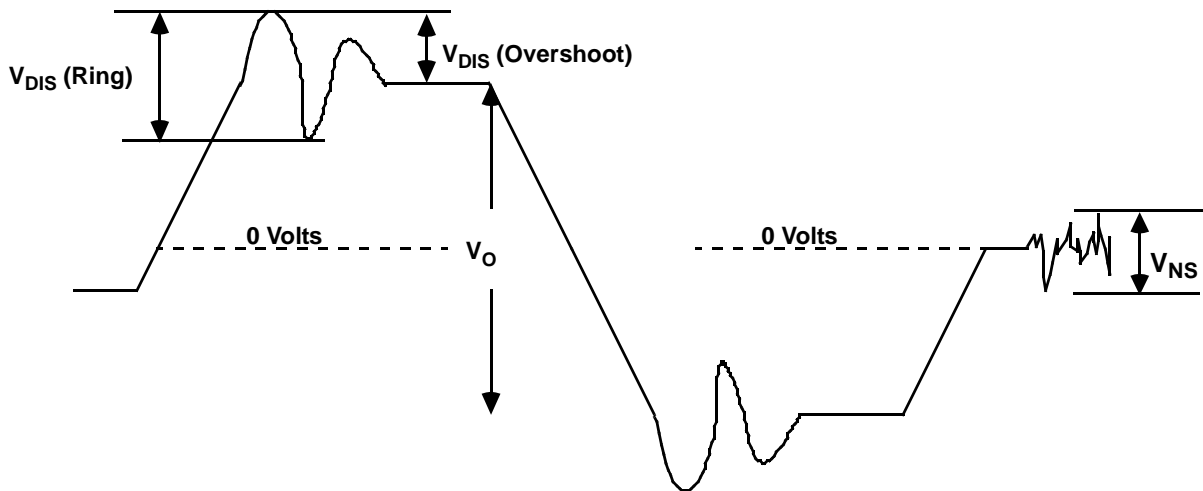 V_DIS (Ring)
V_DIS (Overshoot)
0 Volts
V_O
0 Volts
V_NS